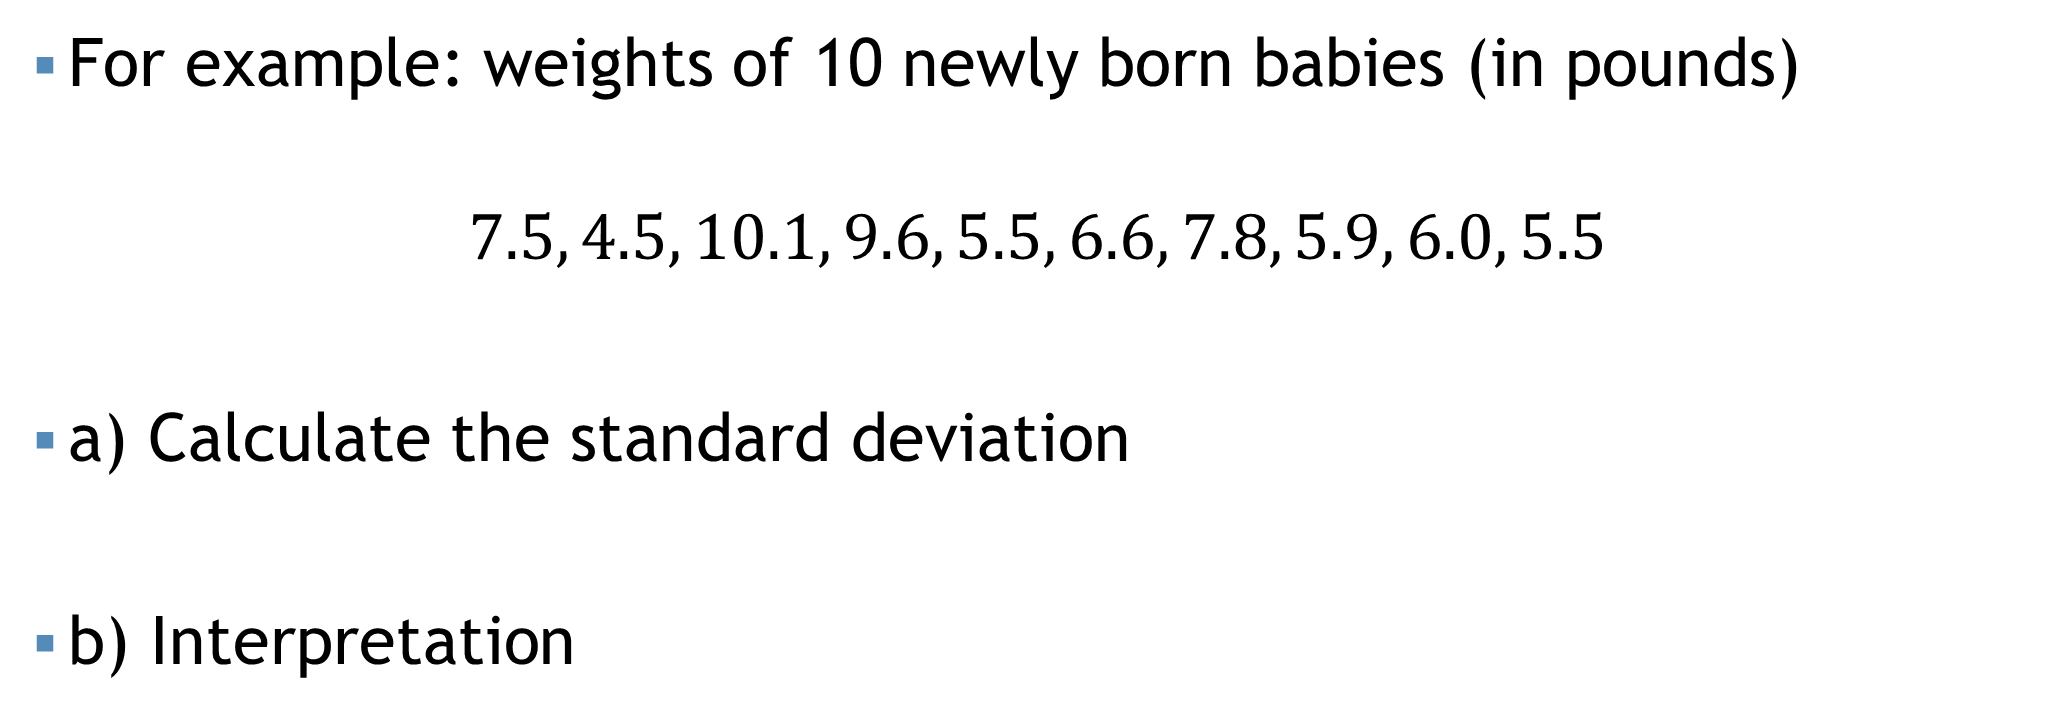 ▪ For example: weights of 10 newly born babies (in pounds)
7.5, 4.5, 10.1, 9.6, 5.5, 6.6, 7.8, 5.9, 6.0, 5.5
▪ a) Calculate the standard deviation
▪ b) Interpretation